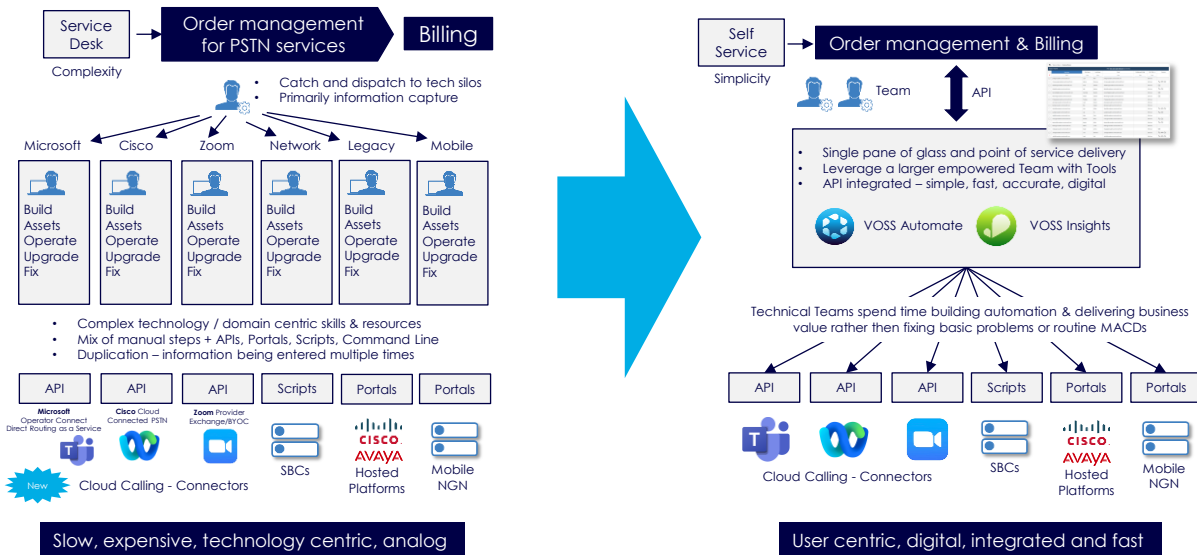 Service
Desk
Complexity
Order management
for PSTN services
Billing
• Catch and dispatch to tech silos
• Primarily information capture
Microsoft
Cisco
Zoom
Network
Legacy
Mobile
Build
Assets
Operate
Upgrade
Fix
Build
Assets
Operate
Upgrade
Fix
Build
Assets
Operate
Upgrade
Fix
Build
Assets
Operate
Upgrade
Fix
Build
Assets
Operate
Upgrade
Fix
Build
Assets
Operate
Upgrade
Fix
• Complex technology / domain centric skills & resources
• Mix of manual steps + APIs, Portals, Scripts, Command Line
• Duplication – information being entered multiple times
API
API
API
Scripts
Portals
Portals
Microsoft
Operator Connect
Direct Routing as a Service
Cisco Cloud
Connected PSTN
Zoom Provider
Exchange/BYOC
SBCs
CISCO
AVAYA
Hosted
Platforms
Mobile
NGN
New
Cloud Calling - Connectors
Slow, expensive, technology centric, analog
Self
Service
Simplicity
Order management & Billing
Team
API
• Single pane of glass and point of service delivery
• Leverage a larger empowered Team with Tools
• API integrated – simple, fast, accurate, digital
VOSS Automate
VOSS Insights
Technical Teams spend time building automation & delivering business
value rather then fixing basic problems or routine MACDs
API
API
API
Scripts
Portals
Portals
SBCs
CISCO
AVAYA
Hosted
Platforms
Mobile
NGN
Cloud Calling - Connectors
User centric, digital, integrated and fast